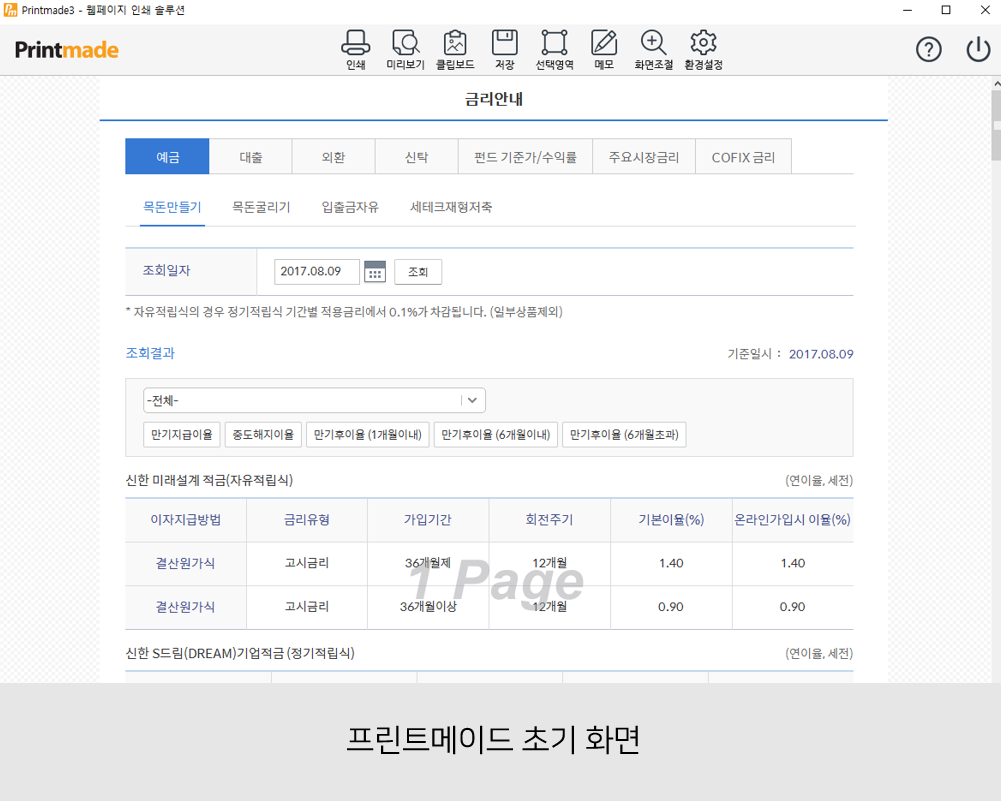 Printmade3 - 웹페이지 인쇄 솔루션
Printmade
인쇄 미리보기 클립보드 저장 선택영역 메모 화면조절 환경설정
금리안내
예금 대출 외환 신탁 펀드 기준가/수익률 주요시장금리 COFIX 금리
목돈만들기 목돈굴리기 입출금자유 세테크재형저축
조회일자 2017.08.09 조회
* 자유적립식의 경우 정기적립식 기간별 적용금리에서 0.1%가 차감됩니다. (일부상품제외)
조회결과 기준일시 : 2017.08.09
-전체-
만기지급이율 중도해지이율 만기후이율 (1개월이내) 만기후이율 (6개월이내) 만기후이율 (6개월초과)
신한 미래설계 적금(자유적립식) (연이율, 세전)
이자지급방법 금리유형 가입기간 회전주기 기본이율(%) 온라인가입시 이율(%)
결산원가식 고시금리 36개월제 12개월 1.40 1.40
1 Page
결산원가식 고시금리 36개월이상 12개월 0.90 0.90
신한 S드림(DREAM)기업적금 (정기적립식) (연이율, 세전)
프린트메이드 초기 화면